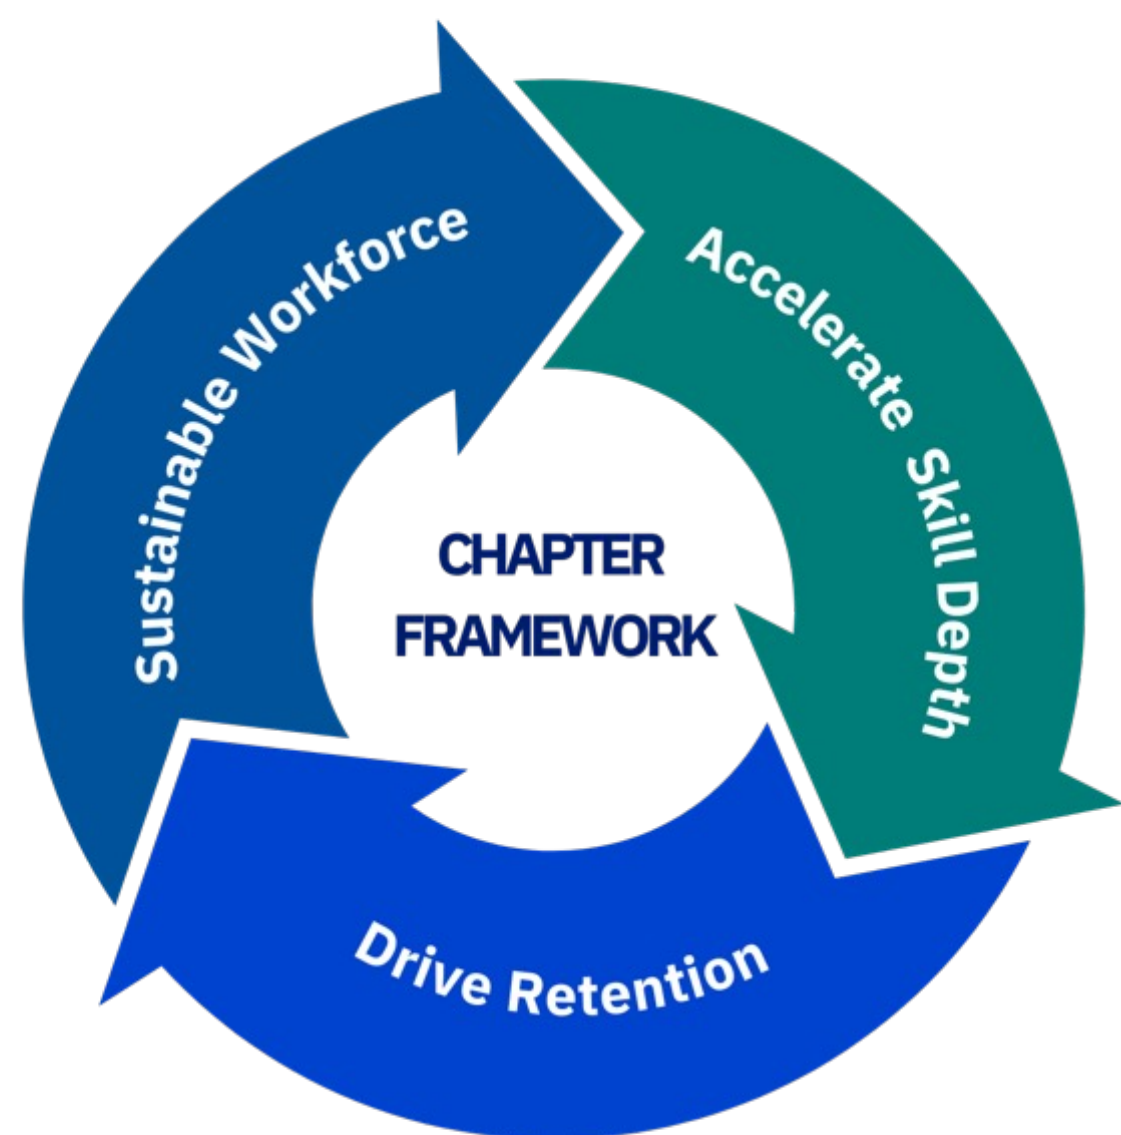 Sustainable Workforce
Accelerate Skill Depth
CHAPTER
FRAMEWORK
Drive Retention